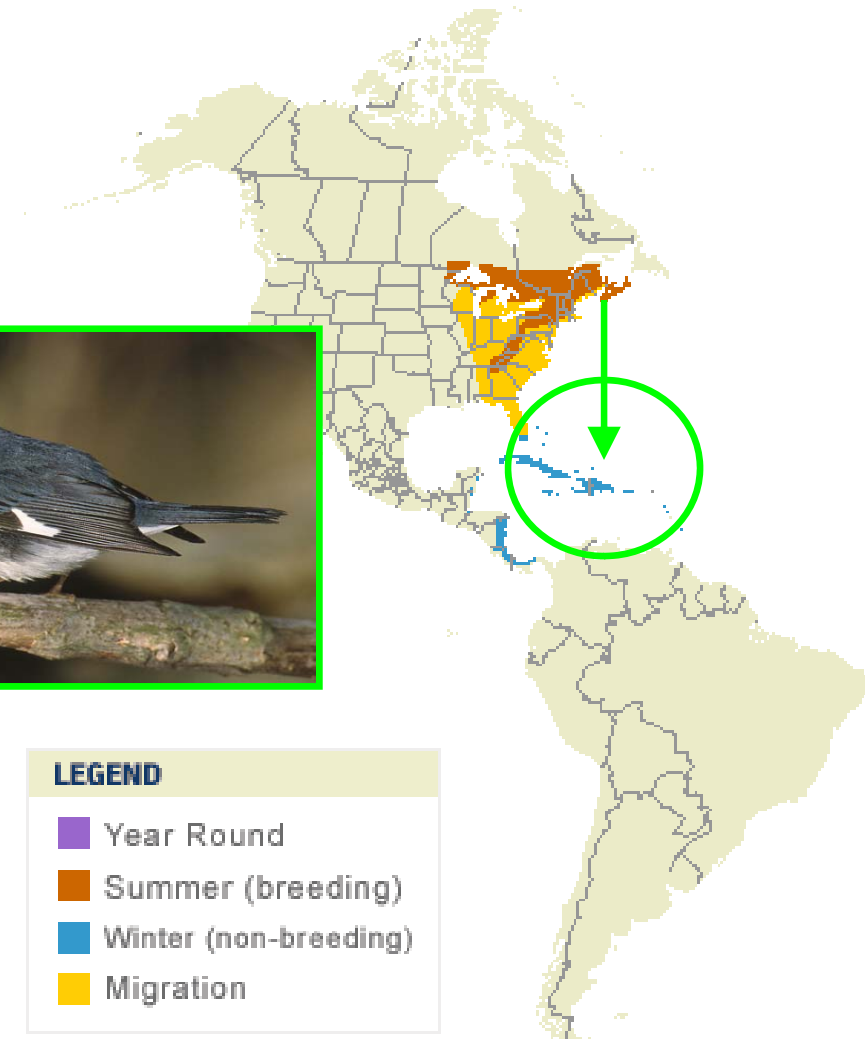 LEGEND
Year Round
Summer (breeding)
Winter (non-breeding)
Migration